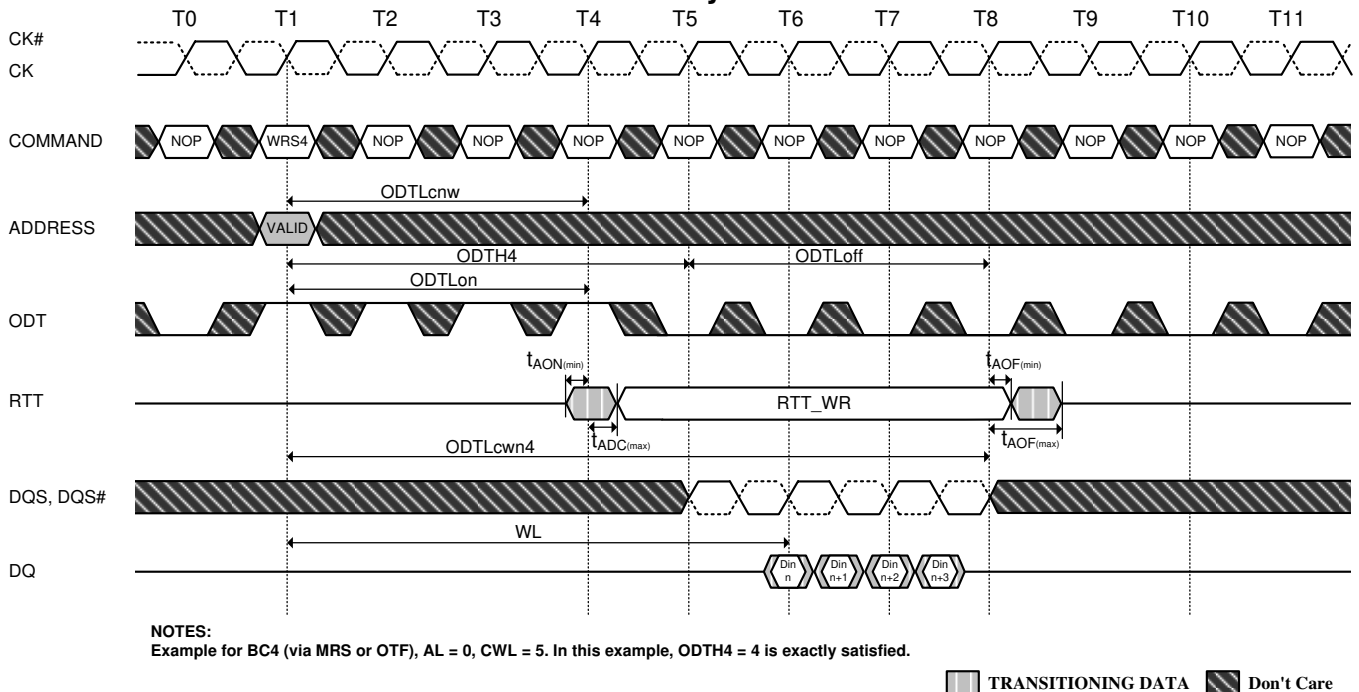 T0 T1 T2 T3 T4 T5 T6 T7 T8 T9 T10 T11
CK#
CK
COMMAND NOP WRS4 NOP NOP NOP NOP NOP NOP NOP NOP NOP NOP
ODTLcnw
ADDRESS VALID
ODTH4 ODTLoff
ODTLon
ODT
tAON(min) tAOF(min)
RTT RTT_WR
tADC(max) tAOF(max)
ODTLcwn4
DQS, DQS#
WL
DQ Din n Din n+1 Din n+2 Din n+3
NOTES:
Example for BC4 (via MRS or OTF), AL = 0, CWL = 5. In this example, ODTH4 = 4 is exactly satisfied.
TRANSITIONING DATA Don't Care